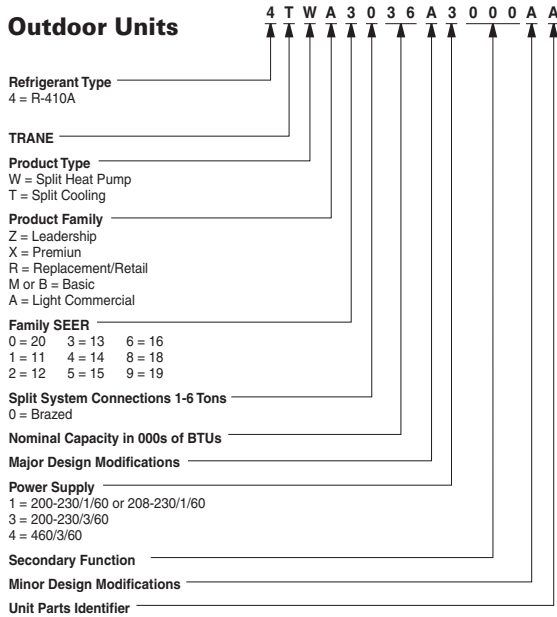 Outdoor Units
4 T W A 3 0 3 6 A 3 0 0 0 A A
Refrigerant Type
4 = R-410A
TRANE
Product Type
W = Split Heat Pump
T = Split Cooling
Product Family
Z = Leadership
X = Premiun
R = Replacement/Retail
M or B = Basic
A = Light Commercial
Family SEER
0 = 20 3 = 13 6 = 16
1 = 11 4 = 14 8 = 18
2 = 12 5 = 15 9 = 19
Split System Connections 1-6 Tons
0 = Brazed
Nominal Capacity in 000s of BTUs
Major Design Modifications
Power Supply
1 = 200-230/1/60 or 208-230/1/60
3 = 200-230/3/60
4 = 460/3/60
Secondary Function
Minor Design Modifications
Unit Parts Identifier